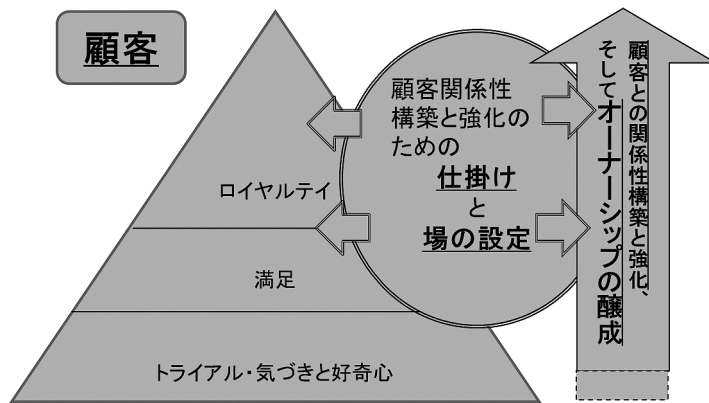 顧客
顧客関係性
構築と強化の
ための
仕掛け
と
場の設定
ロイヤルテイ
満足
トライアル・気づきと好奇心
顧客との関係性構築と強化、
そしてオーナーシップの醸成